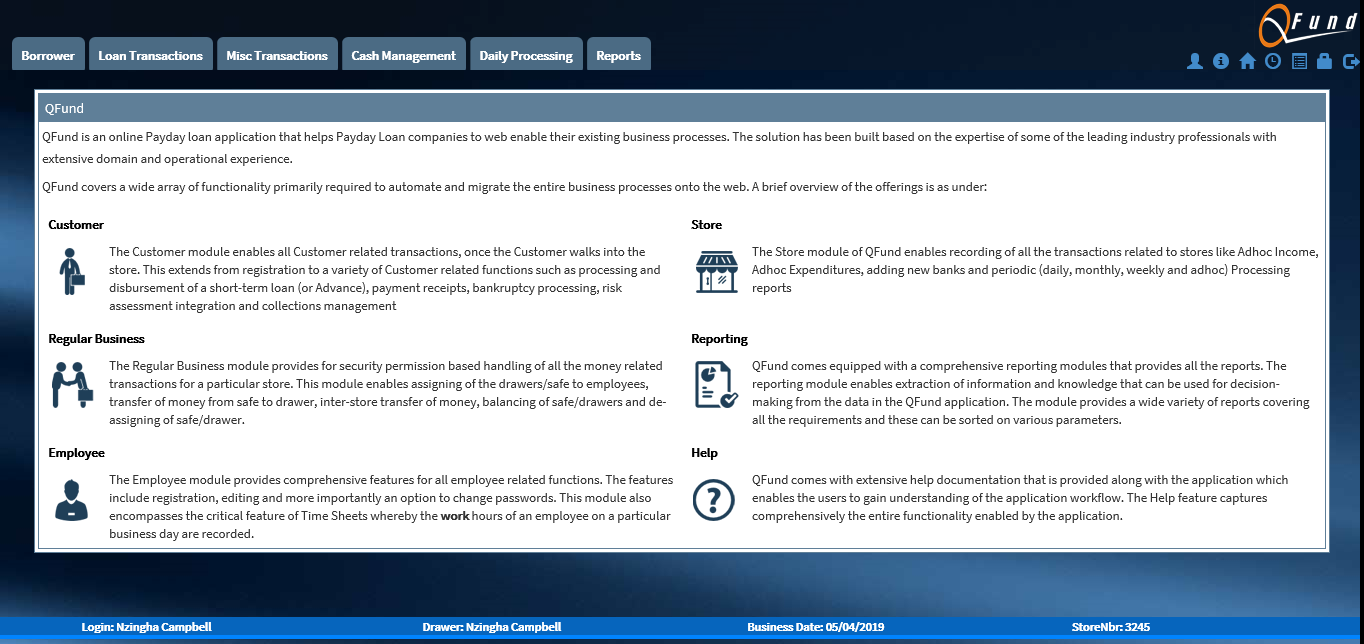 QFund
Borrower
Loan Transactions
Misc Transactions
Cash Management
Daily Processing
Reports
QFund
QFund is an online Payday loan application that helps Payday Loan companies to web enable their existing business processes. The solution has been built based on the expertise of some of the leading industry professionals with
extensive domain and operational experience.
QFund covers a wide array of functionality primarily required to automate and migrate the entire business processes onto the web. A brief overview of the offerings is as under:
Customer
The Customer module enables all Customer related transactions, once the Customer walks into the
store. This extends from registration to a variety of Customer related functions such as processing and
disbursement of a short-term loan (or Advance), payment receipts, bankruptcy processing, risk
assessment integration and collections management
Store
The Store module of QFund enables recording of all the transactions related to stores like Adhoc Income,
Adhoc Expenditures, adding new banks and periodic (daily, monthly, weekly and adhoc) Processing
reports
Regular Business
The Regular Business module provides for security permission based handling of all the money related
transactions for a particular store. This module enables assigning of the drawers/safe to employees,
transfer of money from safe to drawer, inter-store transfer of money, balancing of safe/drawers and de-
assigning of safe/drawer.
Reporting
QFund comes equipped with a comprehensive reporting modules that provides all the reports. The
reporting module enables extraction of information and knowledge that can be used for decision-
making from the data in the QFund application. The module provides a wide variety of reports covering
all the requirements and these can be sorted on various parameters.
Employee
The Employee module provides comprehensive features for all employee related functions. The features
include registration, editing and more importantly an option to change passwords. This module also
encompasses the critical feature of Time Sheets whereby the work hours of an employee on a particular
business day are recorded.
Help
QFund comes with extensive help documentation that is provided along with the application which
enables the users to gain understanding of the application workflow. The Help feature captures
comprehensively the entire functionality enabled by the application.
Login: Nzingha Campbell
Drawer: Nzingha Campbell
Business Date: 05/04/2019
StoreNbr: 3245